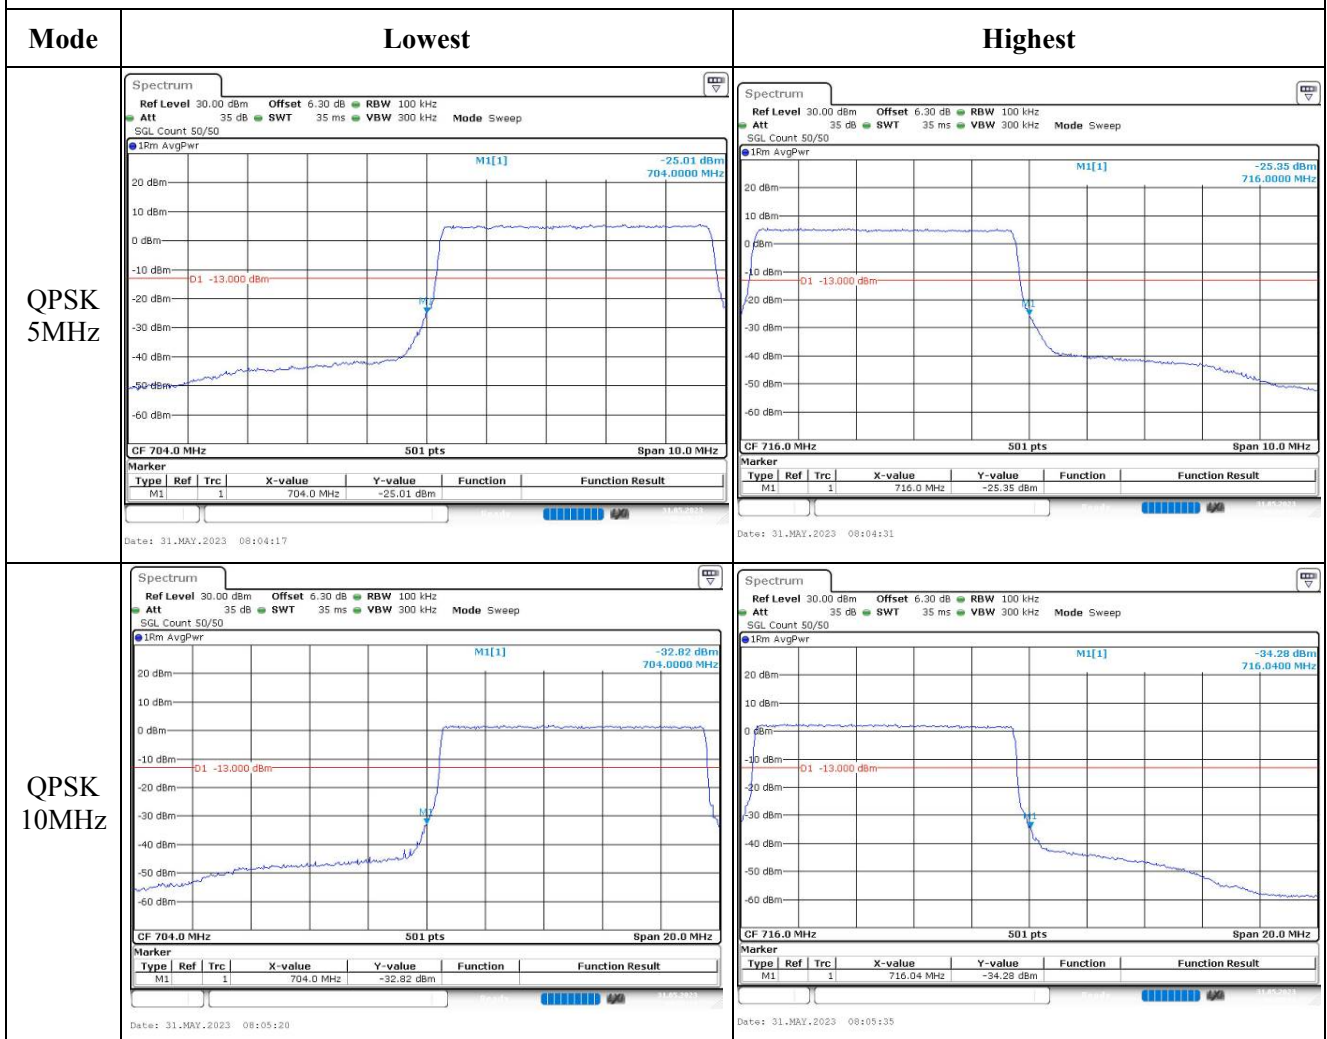 Mode Lowest Highest
QPSK
5MHz
Spectrum
Ref Level 30.00 dBm Offset 6.30 dB RBW 100 kHz
Att 35 dB SWT 35 ms VBW 300 kHz Mode Sweep
SGL Count 50/50
1Rm AvgPwr
M1[1] -25.01 dBm
704.0000 MHz
20 dBm
10 dBm
0 dBm
-10 dBm
D1 -13.000 dBm
-20 dBm
-30 dBm
-40 dBm
-50 dBm
-60 dBm
CF 704.0 MHz 501 pts Span 10.0 MHz
Marker
Type Ref Trc X-value Y-value Function Function Result
M1 1 704.0 MHz -25.01 dBm
31.05.2023
Date: 31.MAY.2023 08:04:17
Spectrum
Ref Level 30.00 dBm Offset 6.30 dB RBW 100 kHz
Att 35 dB SWT 35 ms VBW 300 kHz Mode Sweep
SGL Count 50/50
1Rm AvgPwr
M1[1] -25.35 dBm
716.0000 MHz
20 dBm
10 dBm
0 dBm
-10 dBm
D1 -13.000 dBm
-20 dBm
M1
-30 dBm
-40 dBm
-50 dBm
-60 dBm
CF 716.0 MHz 501 pts Span 10.0 MHz
Marker
Type Ref Trc X-value Y-value Function Function Result
M1 1 716.0 MHz -25.35 dBm
Date: 31.MAY.2023 08:04:31
QPSK
10MHz
Spectrum
Ref Level 30.00 dBm Offset 6.30 dB RBW 100 kHz
Att 35 dB SWT 35 ms VBW 300 kHz Mode Sweep
SGL Count 50/50
1Rm AvgPwr
M1[1] -32.82 dBm
704.0000 MHz
20 dBm
10 dBm
0 dBm
-10 dBm
D1 -13.000 dBm
-20 dBm
-30 dBm
-40 dBm
-50 dBm
-60 dBm
CF 704.0 MHz 501 pts Span 20.0 MHz
Marker
Type Ref Trc X-value Y-value Function Function Result
M1 1 704.0 MHz -32.82 dBm
Date: 31.MAY.2023 08:05:20
Spectrum
Ref Level 30.00 dBm Offset 6.30 dB RBW 100 kHz
Att 35 dB SWT 35 ms VBW 300 kHz Mode Sweep
SGL Count 50/50
1Rm AvgPwr
M1[1] -34.28 dBm
716.0400 MHz
20 dBm
10 dBm
0 dBm
-10 dBm
D1 -13.000 dBm
-20 dBm
-30 dBm
M1
-40 dBm
-50 dBm
-60 dBm
CF 716.0 MHz 501 pts Span 20.0 MHz
Marker
Type Ref Trc X-value Y-value Function Function Result
M1 1 716.04 MHz -34.28 dBm
Date: 31.MAY.2023 08:05:35